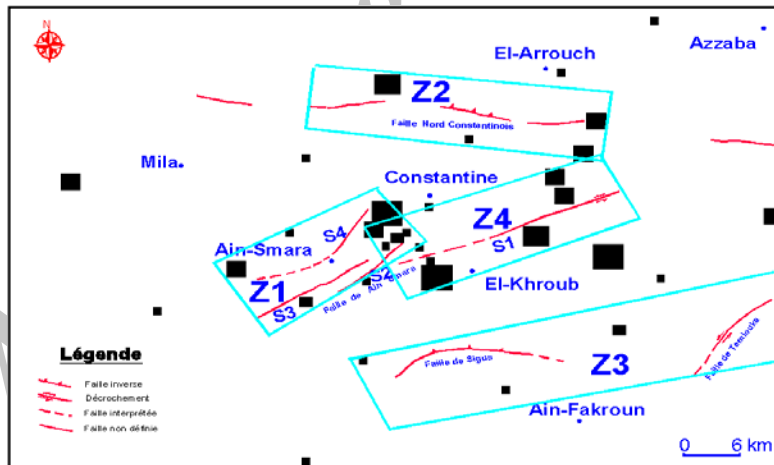 N
Azzaba
El-Arrouch
Z2
Faille Nord Constantinois
Mila
Constantine
Z4
S4
Ain-Smara
S1
S2
El-Khroub
Z1
Faille de Ain Smara
S3
Légende
Faille inverse
Décrochement
Faille interprétée
Faille non définie
Faille de Sigus
Z3
Faille de Temlouka
Ain-Fakroun
0 6 km